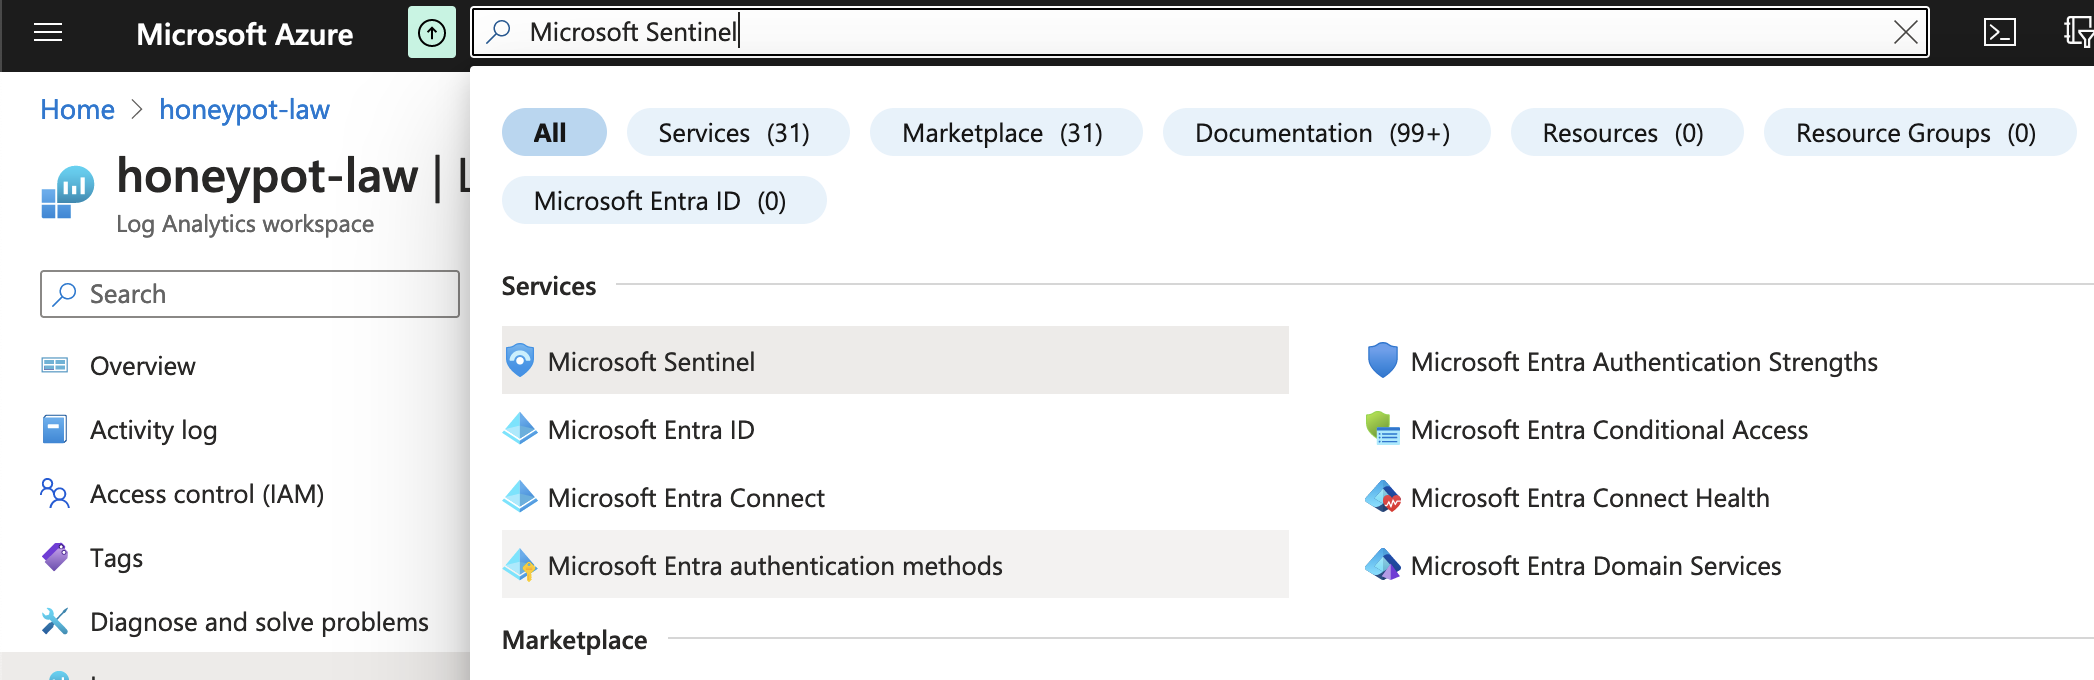 Microsoft Azure
Microsoft Sentinel
Home > honeypot-law
honeypot-law |
Log Analytics workspace
Search
Overview
Activity log
Access control (IAM)
Tags
Diagnose and solve problems
All
Services (31)
Marketplace (31)
Documentation (99+)
Resources (0)
Resource Groups (0)
Microsoft Entra ID (0)
Services
Microsoft Sentinel
Microsoft Entra Authentication Strengths
Microsoft Entra ID
Microsoft Entra Conditional Access
Microsoft Entra Connect
Microsoft Entra Connect Health
Microsoft Entra authentication methods
Microsoft Entra Domain Services
Marketplace